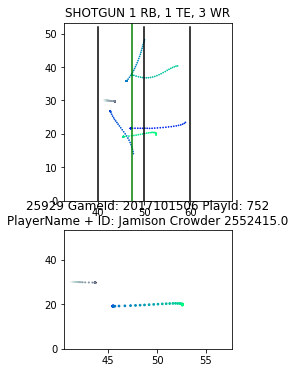 SHOTGUN 1 RB, 1 TE, 3 WR
50
40
30
20
10
0
40 50 60
25929 GameId: 2017101506 PlayId: 752
PlayerName + ID: Jamison Crowder 2552415.0
40
20
0
45 50 55